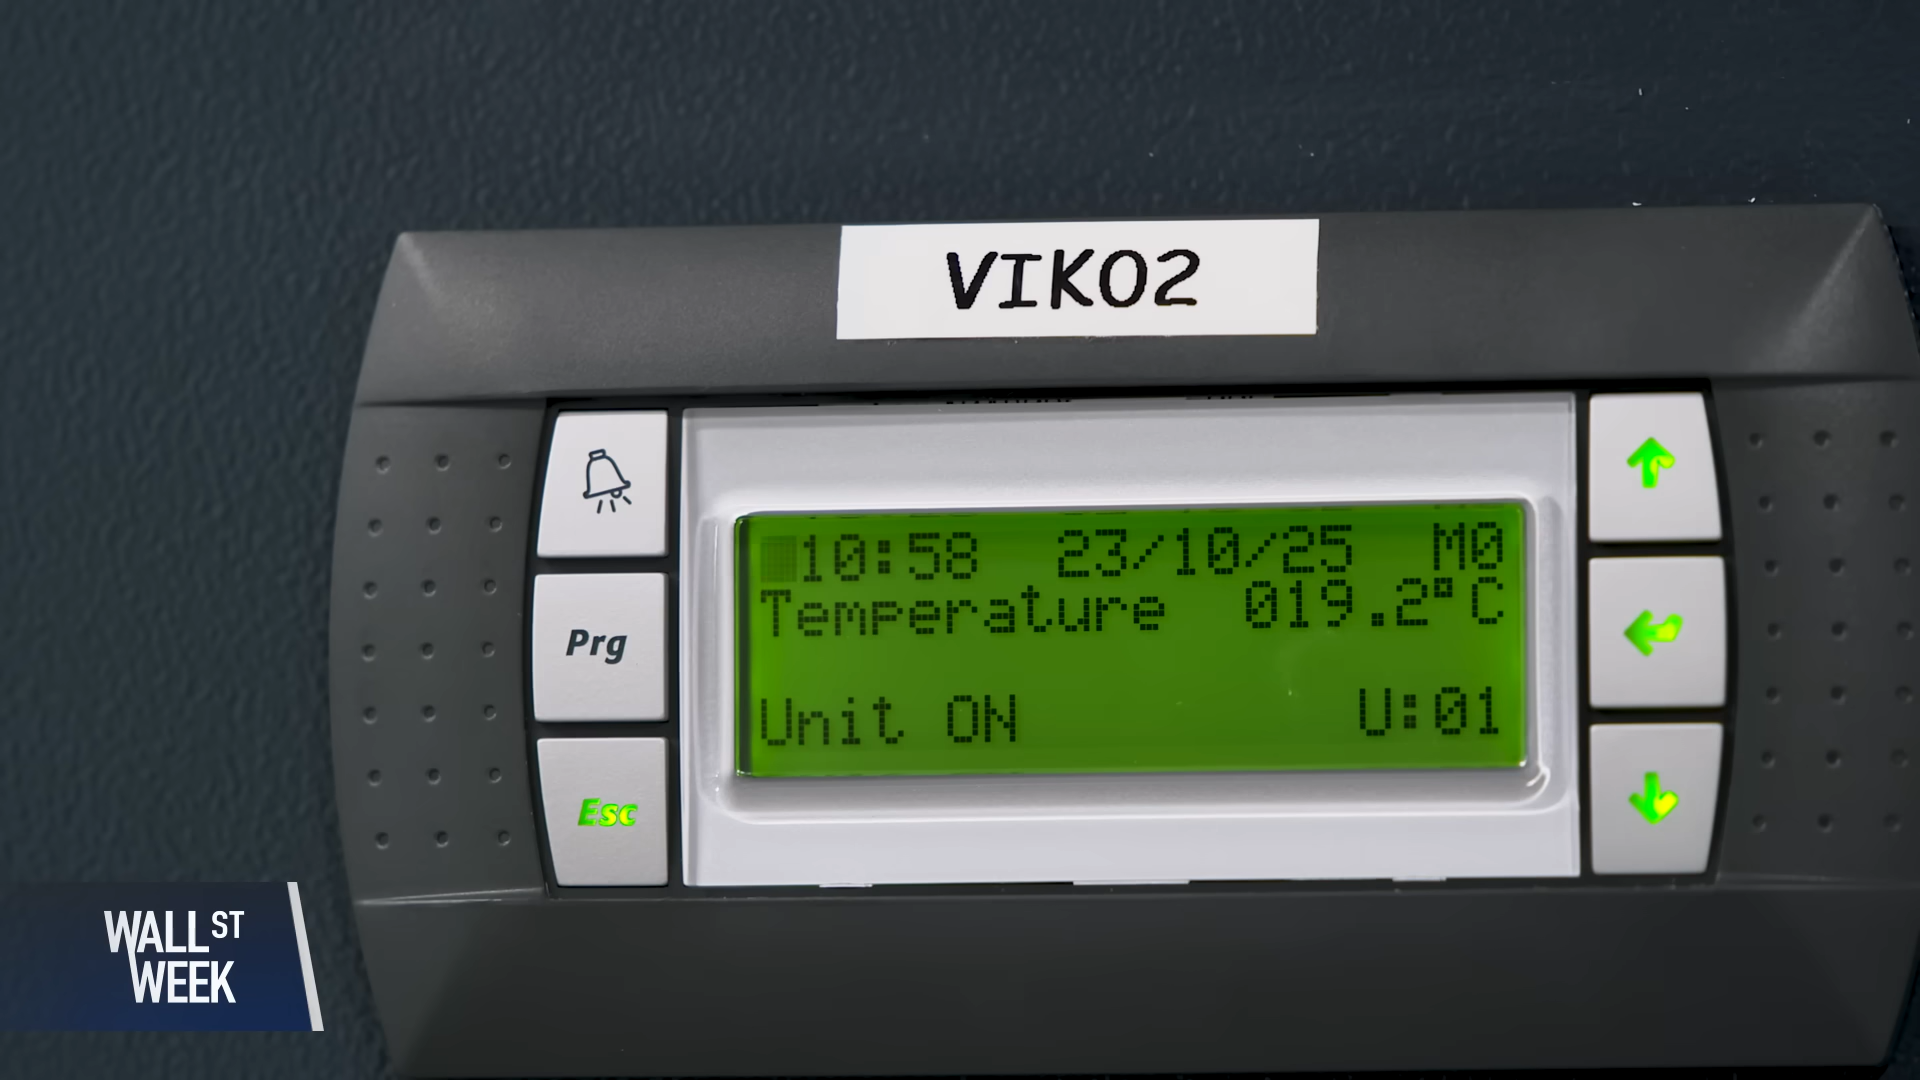 VIK02
10:58 23/10/25 M0
Temperature 019.2°C
Unit ON U:01
Prg
Esc
WALL ST
WEEK